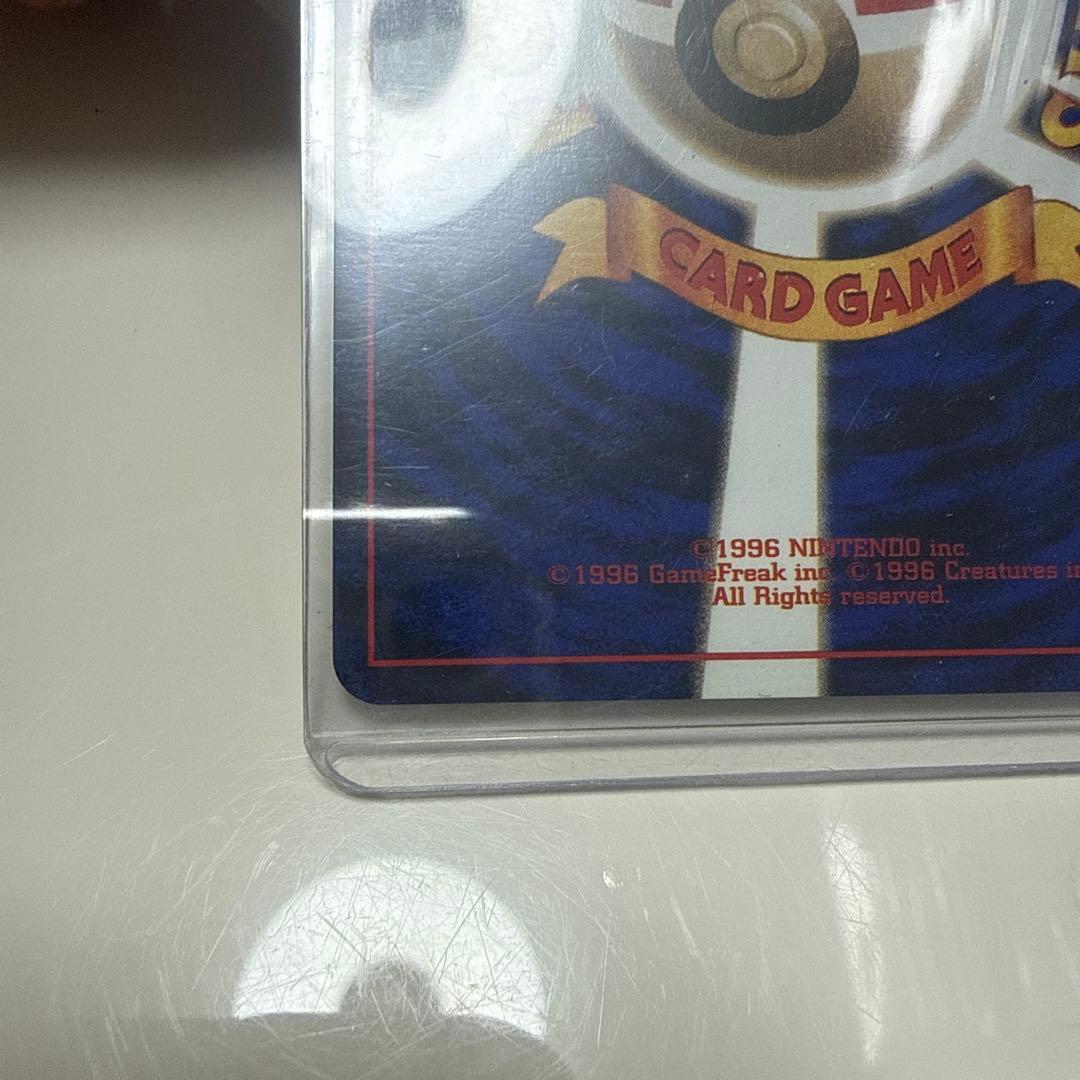 CARD GAME
©1996 NINTENDO inc.
©1996 GameFreak inc. ©1996 Creatures
All Rights reserved.